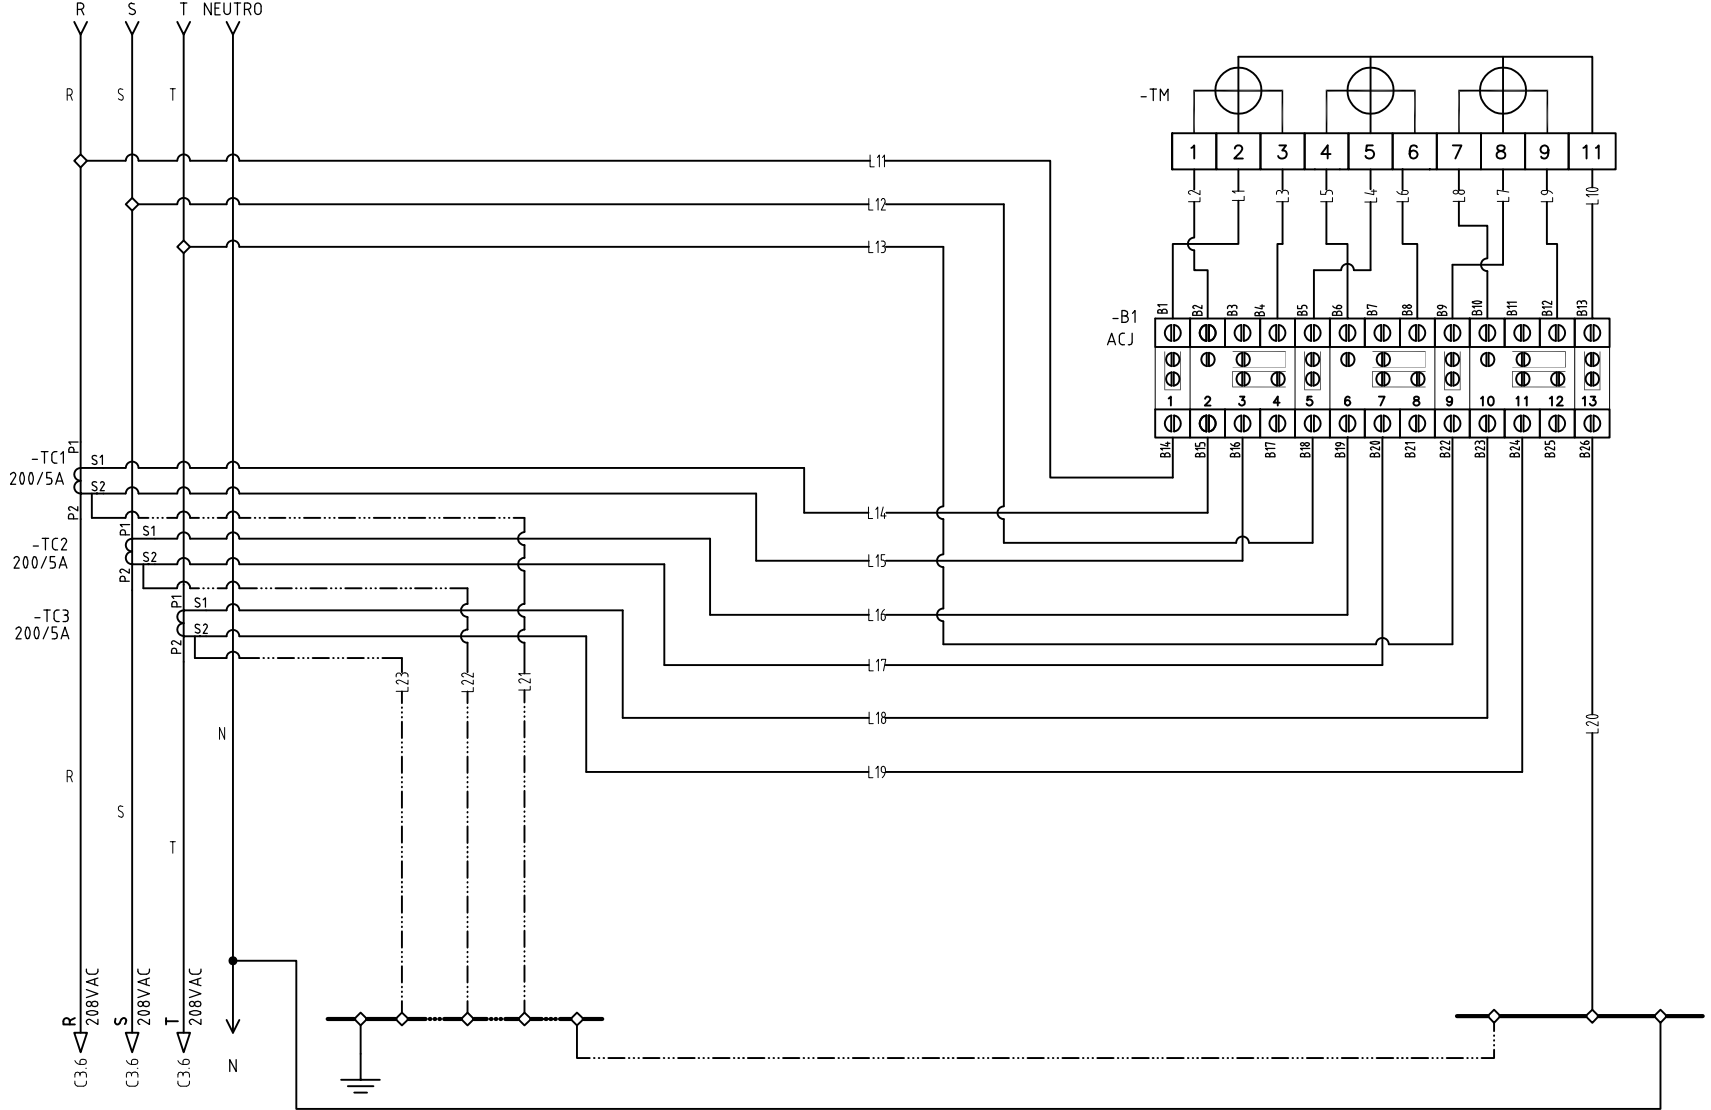 R S T NEUTRO
R S T
-TM
1 2 3 4 5 6 7 8 9 11
L11
L12
L13
L2 L1 L3 L5 L4 L6 L8 L7 L9 L10
B1 B2 B3 B4 B5 B6 B7 B8 B9 B10 B11 B12 B13
-B1
ACJ
1 2 3 4 5 6 7 8 9 10 11 12 13
B14 B15 B16 B17 B18 B19 B20 B21 B22 B23 B24 B25 B26
P1
-TC1
200/5A
S1
S2
P2
L14
P1
S1
-TC2
200/5A
S2
P2
L15
P1
S1
-TC3
200/5A
S2
P2
L16
L17
L23 L22 L21
L18
L20
N
L19
R
S
T
R 208VAC
S 208VAC
T 208VAC
C3.6 C3.6 C3.6 N